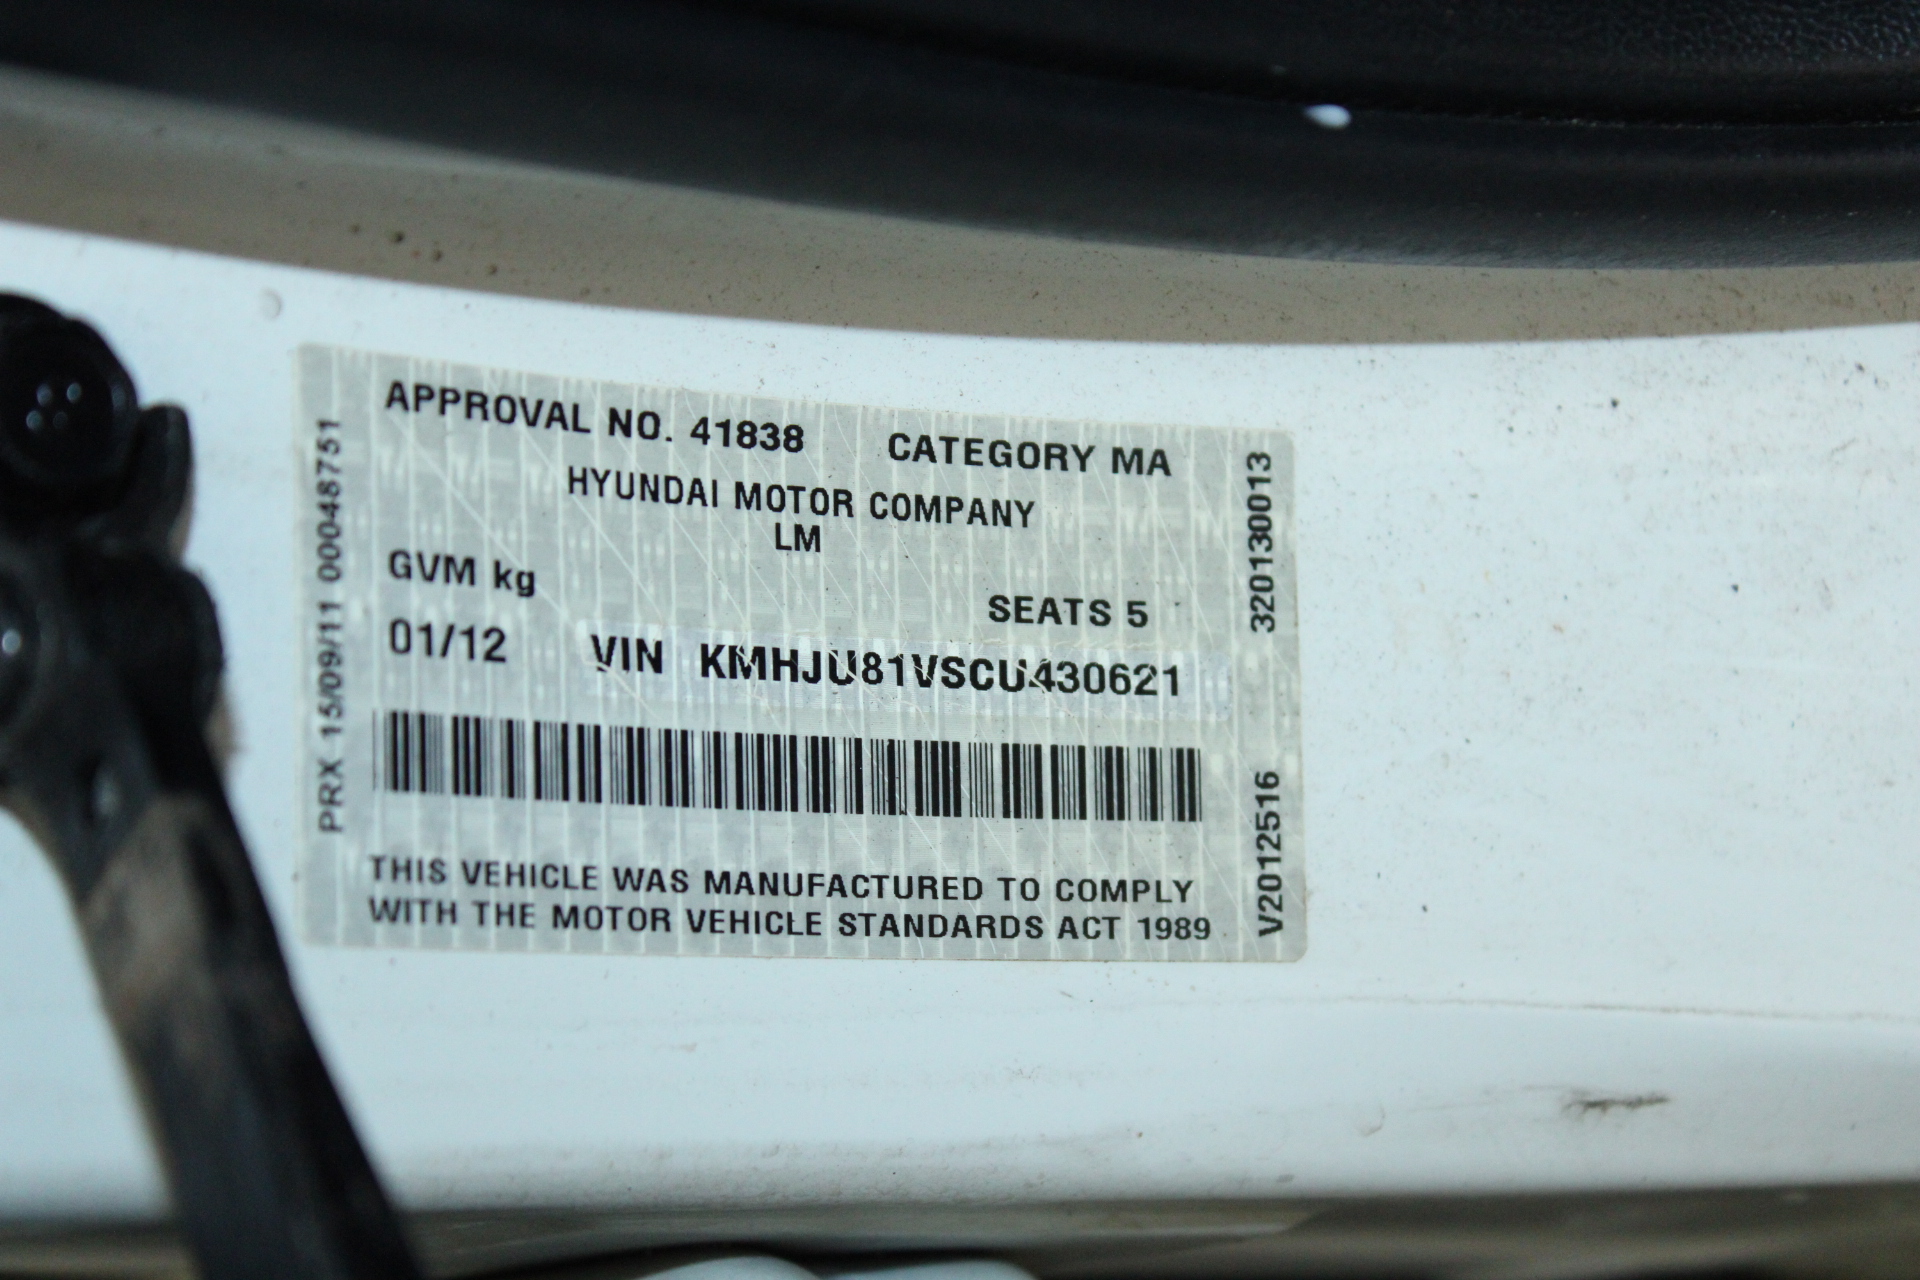 APPROVAL NO. 41838 CATEGORY MA
HYUNDAI MOTOR COMPANY
LM
GVM kg
SEATS 5
01/12 VIN KMHJU81VSCU430621
THIS VEHICLE WAS MANUFACTURED TO COMPLY
WITH THE MOTOR VEHICLE STANDARDS ACT 1989
PRX 15/09/11 000048751
V2012516 320130013